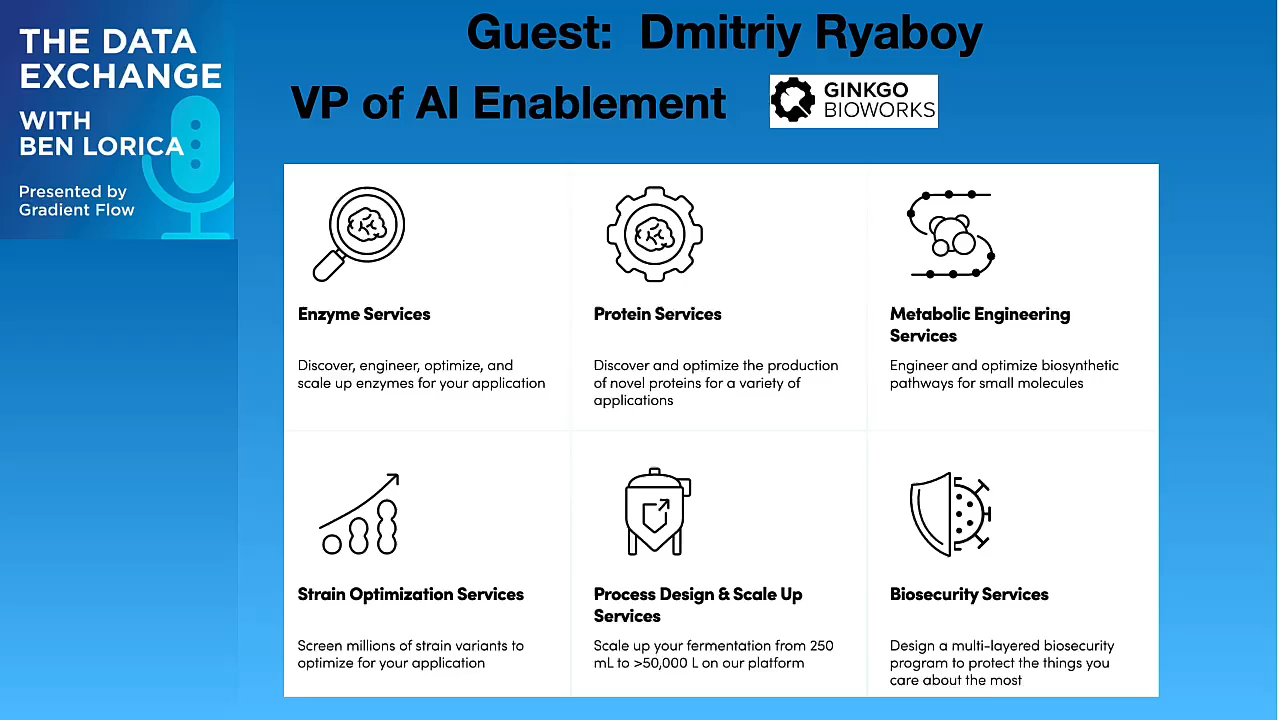 THE DATA
EXCHANGE
WITH
BEN LORICA
Presented by
Gradient Flow
Guest: Dmitriy Ryaboy
VP of AI Enablement
GINKGO
BIOWORKS
Enzyme Services
Discover, engineer, optimize, and
scale up enzymes for your application
Protein Services
Discover and optimize the production
of novel proteins for a variety of
applications
Metabolic Engineering
Services
Engineer and optimize biosynthetic
pathways for small molecules
Strain Optimization Services
Screen millions of strain variants to
optimize for your application
Process Design & Scale Up
Services
Scale up your fermentation from 250
mL to >50,000 L on our platform
Biosecurity Services
Design a multi-layered biosecurity
program to protect the things you
care about the most